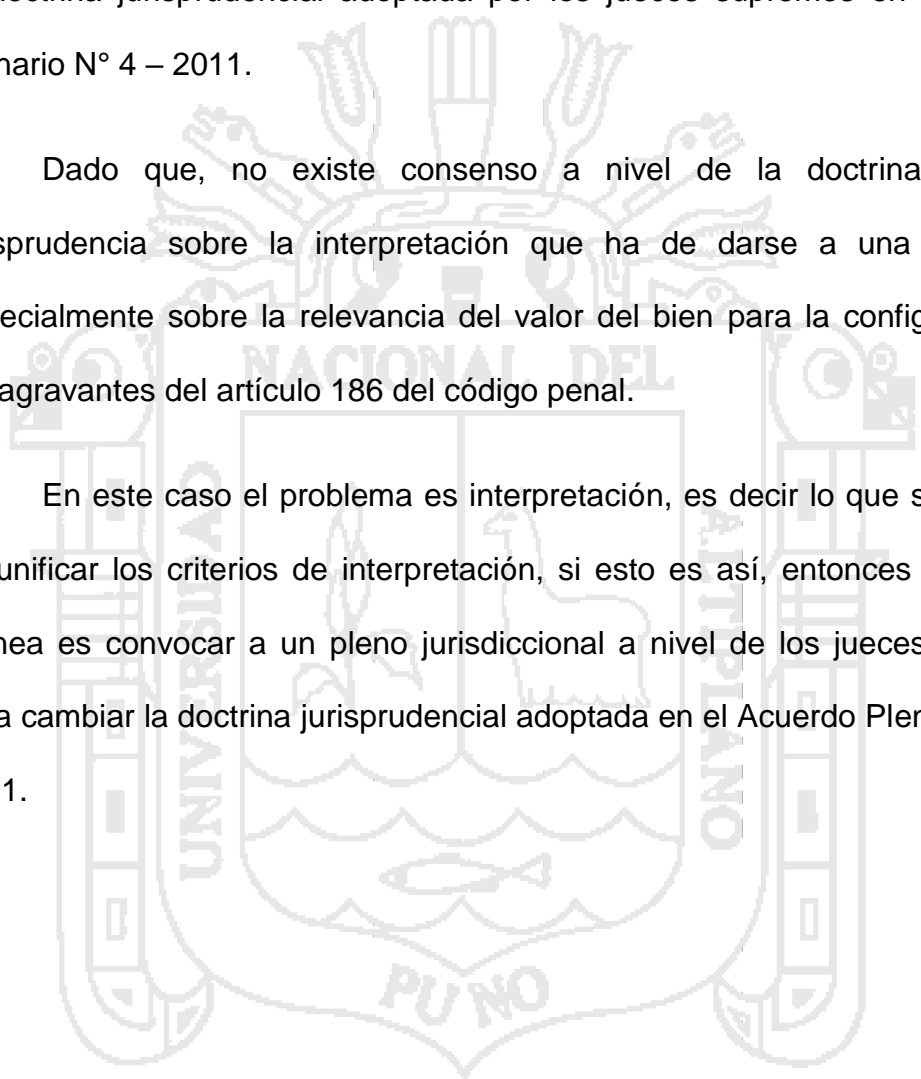 doctrina jurisprudencial adoptada por los jueces supremos en
nario N° 4 – 2011.
Dado que, no existe consenso a nivel de la doctrina
sprudencia sobre la interpretación que ha de darse a una
ecialmente sobre la relevancia del valor del bien para la config
agravantes del artículo 186 del código penal.
En este caso el problema es interpretación, es decir lo que s
unificar los criterios de interpretación, si esto es así, entonces
nea es convocar a un pleno jurisdiccional a nivel de los jueces
a cambiar la doctrina jurisprudencial adoptada en el Acuerdo Plen
1.
NACIONAL DEL
UNIVERSIDAD
ALTIPLANO
PUNO